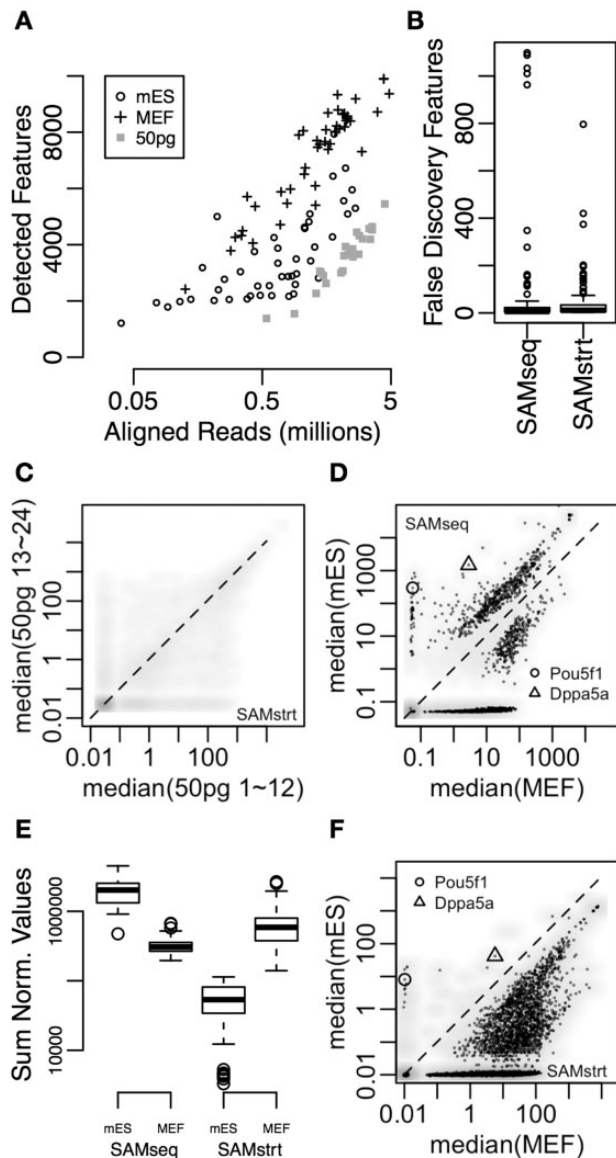 A
Detected Features
0
4000
8000
mES
MEF
50pg
0.05
0.5
5
Aligned Reads (millions)
B
False Discovery Features
0
400
800
SAMseq
SAMstrt
C
median(50pg 13~24)
0.01
1
100
SAMstrt
0.01
1
100
median(50pg 1~12)
D
median(mES)
0.1
10
1000
SAMseq
Pou5f1
Dppa5a
0.1
10
1000
median(MEF)
E
Sum Norm. Values
10000
1000000
mES
MEF
mES
MEF
SAMseq
SAMstrt
F
median(mES)
0.01
1
100
Pou5f1
Dppa5a
SAMstrt
0.01
1
100
median(MEF)